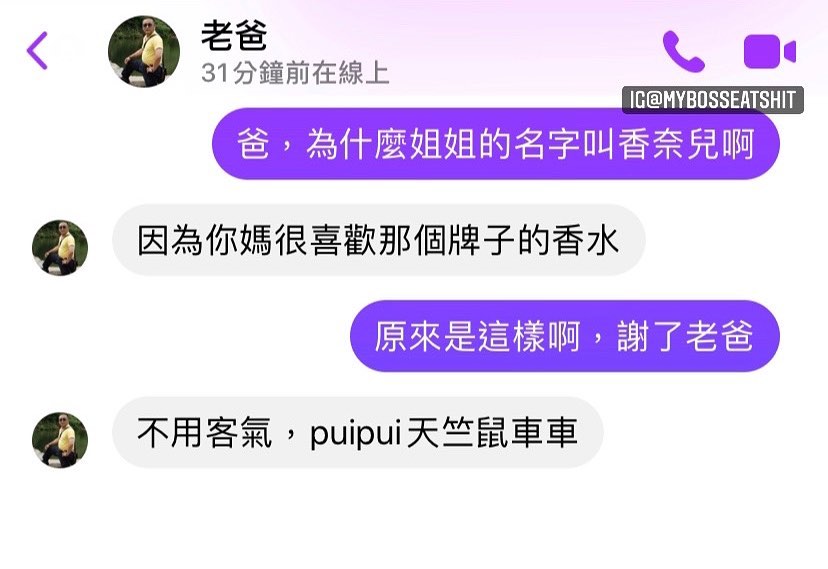 老爸
31分鐘前在線上
IG@MYBOSSEATSHIT
爸，為什麼姐姐的名字叫香奈兒啊
因為你媽很喜歡那個牌子的香水
原來是這樣啊，謝了老爸
不用客氣，puipui天竺鼠車車